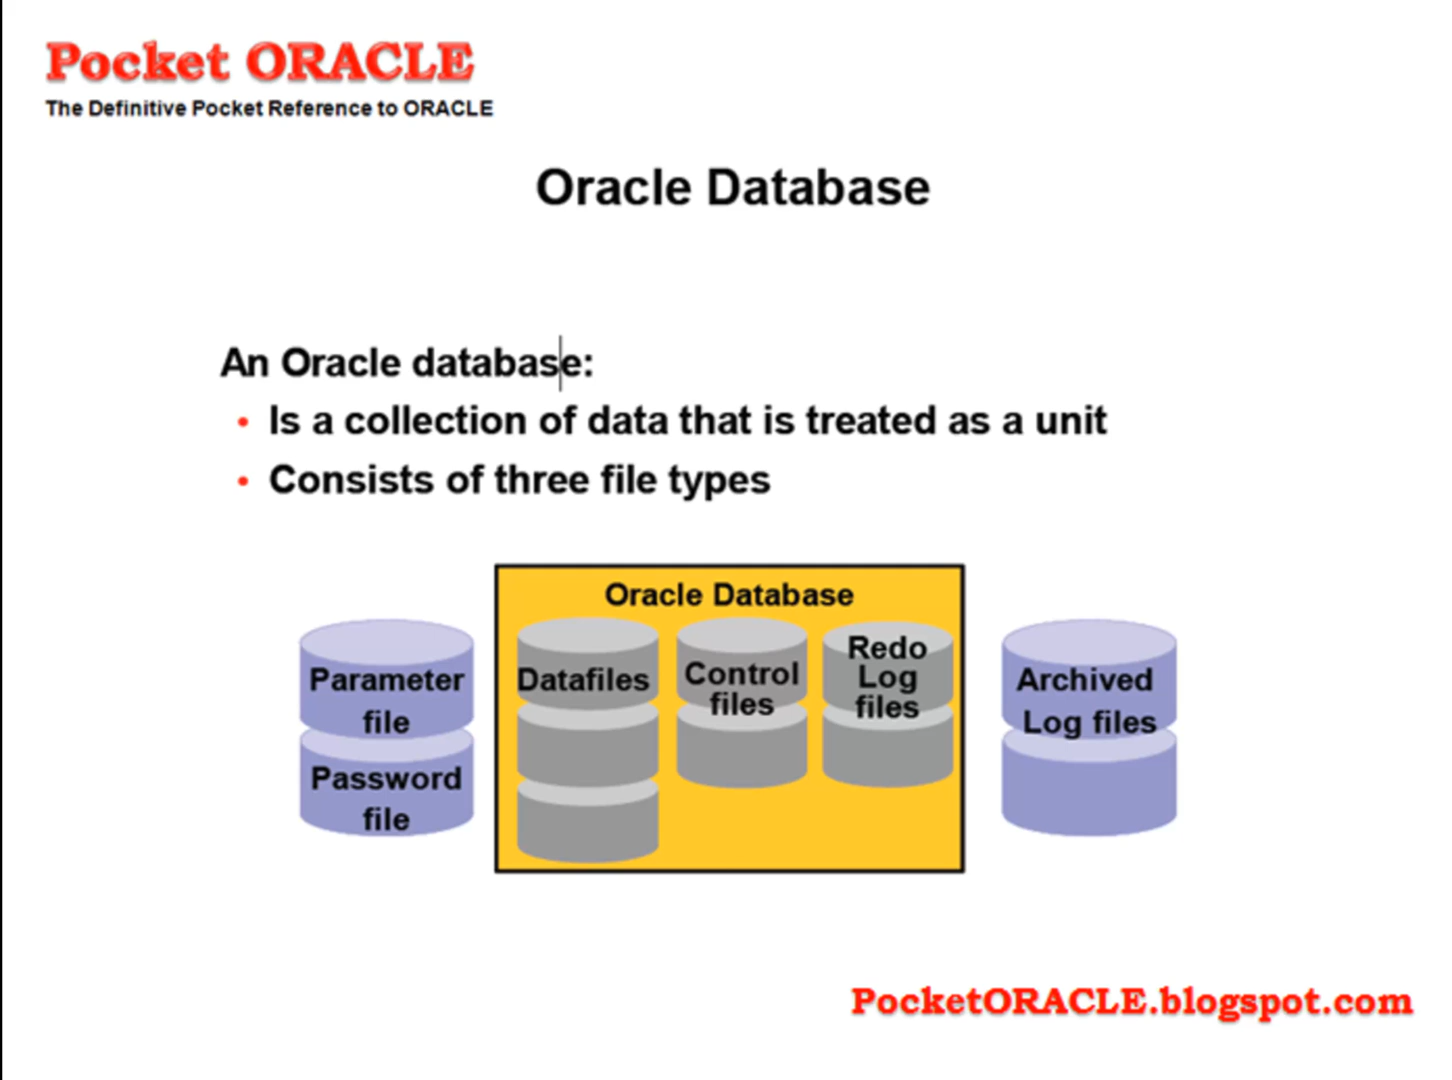 Pocket ORACLE
The Definitive Pocket Reference to ORACLE
Oracle Database
An Oracle database:
• Is a collection of data that is treated as a unit
• Consists of three file types
Oracle Database
Parameter
file
Password
file
Datafiles
Control
files
Redo
Log
files
Archived
Log files
PocketORACLE.blogspot.com